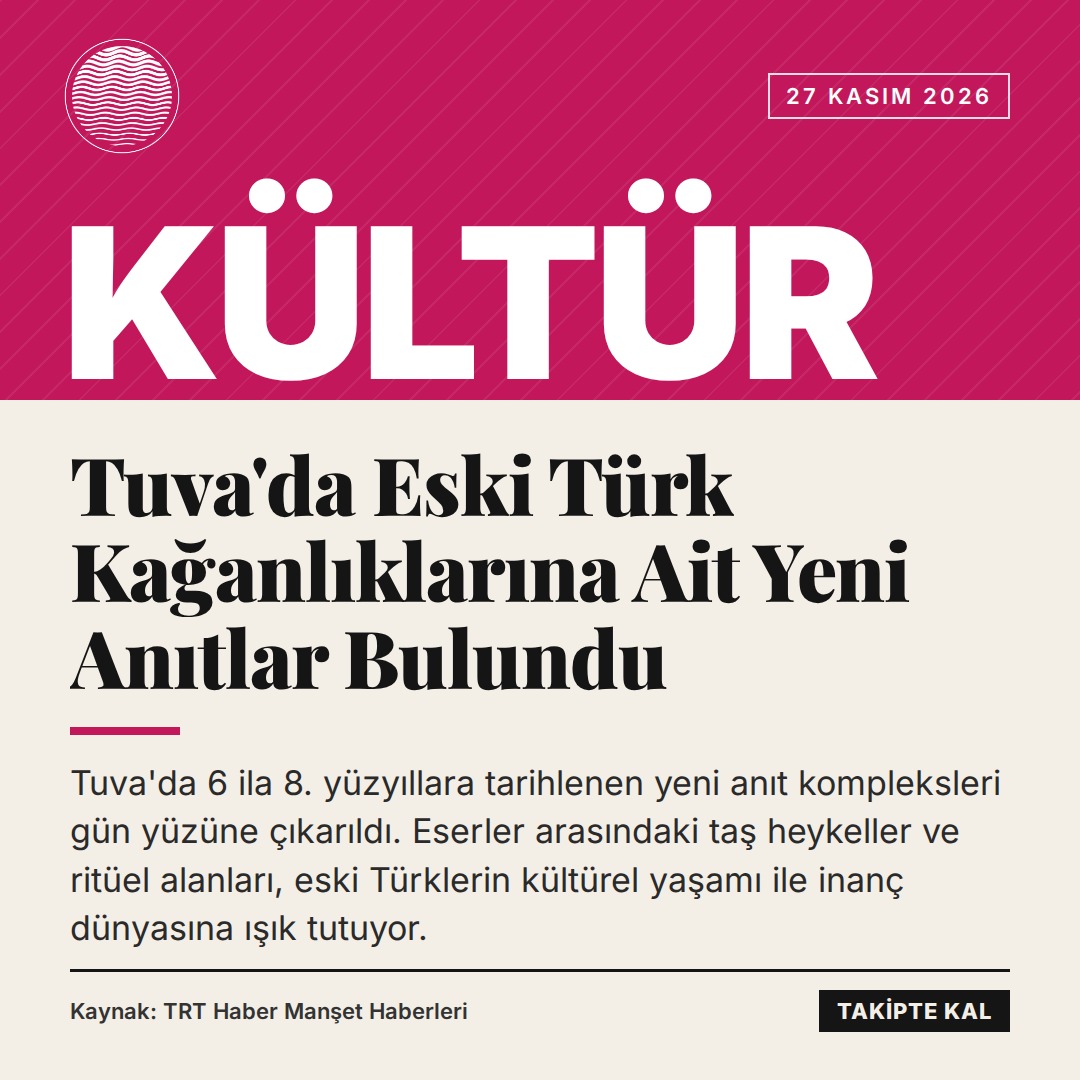 27 KASIM 2026
KÜLTÜR
Tuva'da Eski Türk
Kağanlıklarına Ait Yeni
Anıtlar Bulundu
Tuva'da 6 ila 8. yüzyıllara tarihlenen yeni anıt kompleksleri
gün yüzüne çıkarıldı. Eserler arasındaki taş heykeller ve
ritüel alanları, eski Türklerin kültürel yaşamı ile inanç
dünyasına ışık tutuyor.
Kaynak: TRT Haber Manşet Haberleri
TAKİPTE KAL